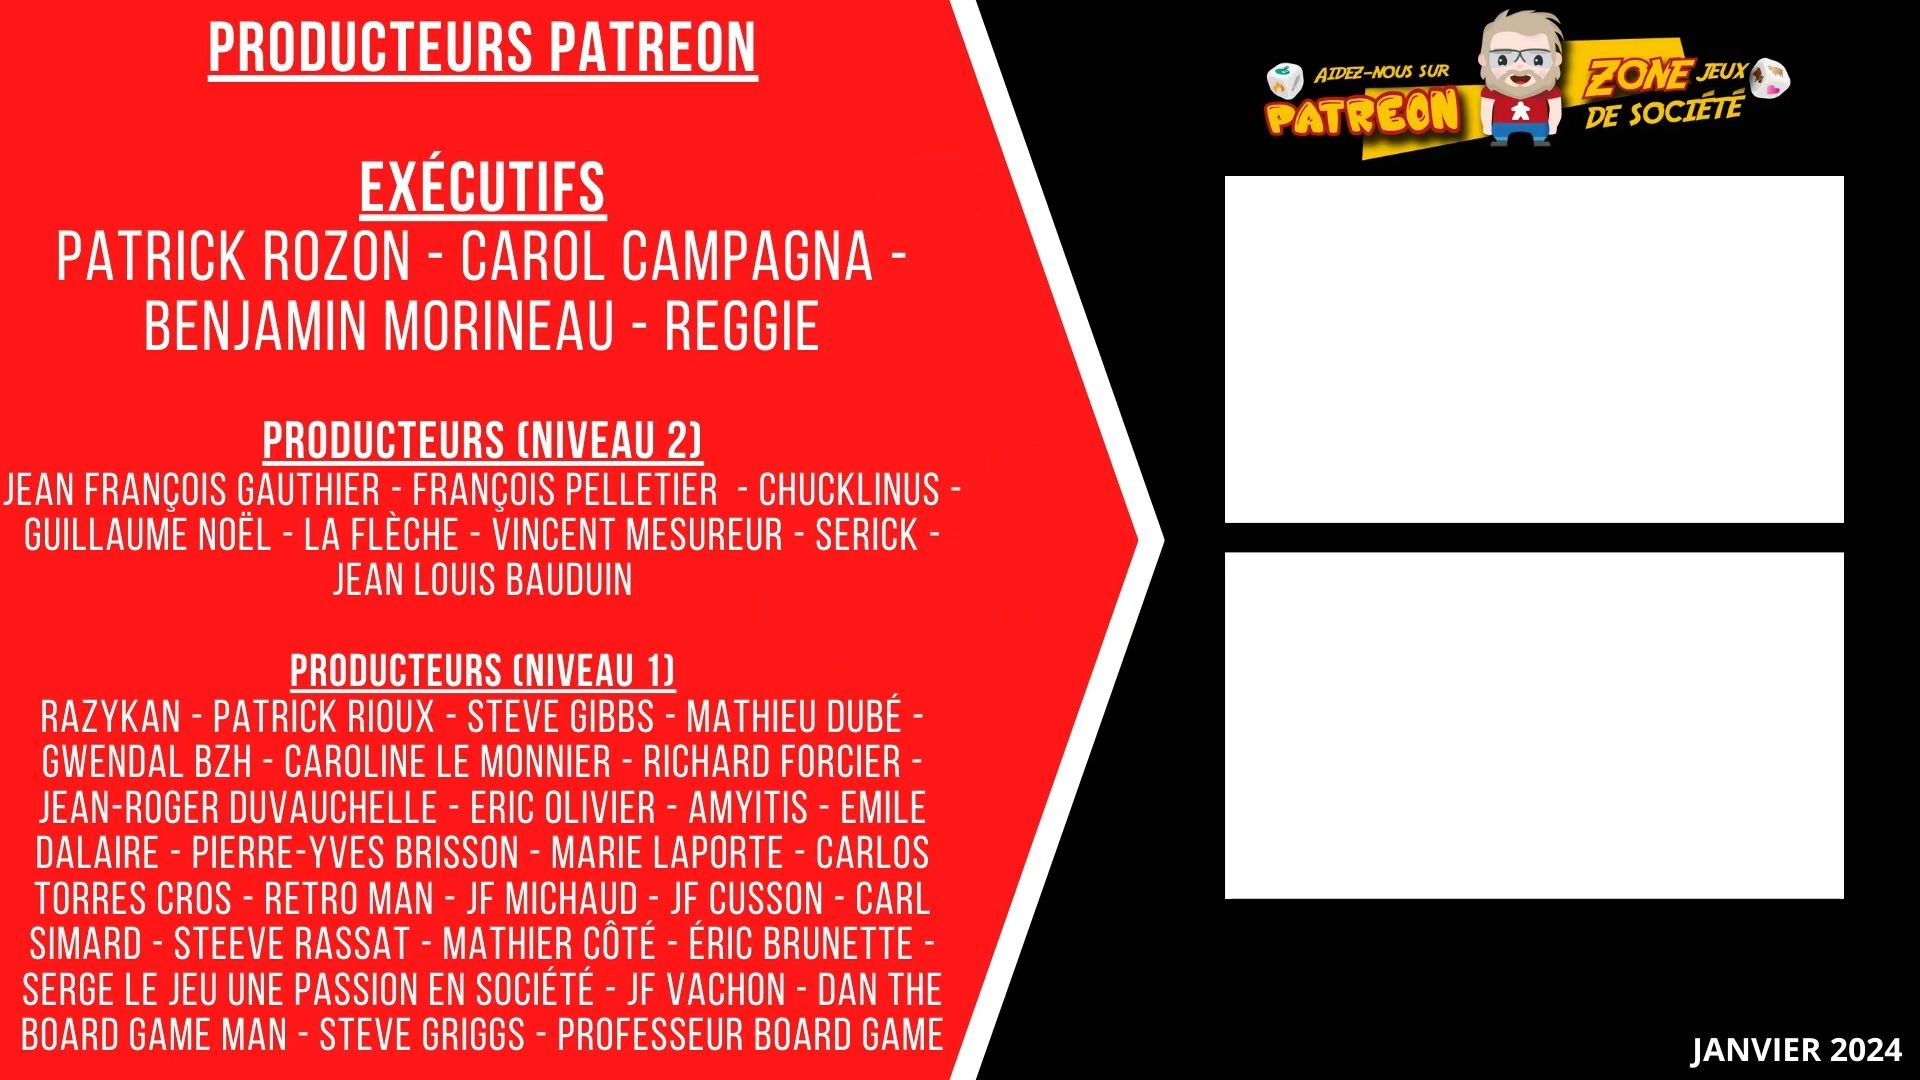 PRODUCTEURS PATREON
EXÉCUTIFS
PATRICK ROZON - CAROL CAMPAGNA -
BENJAMIN MORINEAU - REGGIE
PRODUCTEURS (NIVEAU 2)
JEAN FRANÇOIS GAUTHIER - FRANÇOIS PELLETIER - CHUCKLINUS -
GUILLAUME NOËL - LA FLÈCHE - VINCENT MESUREUR - SERICK -
JEAN LOUIS BAUDUIN
PRODUCTEURS (NIVEAU 1)
RAZYKAN - PATRICK RIOUX - STEVE GIBBS - MATHIEU DUBÉ -
GWENDAL BZH - CAROLINE LE MONNIER - RICHARD FORCIER -
JEAN-ROGER DUVAUCHELLE - ERIC OLIVIER - AMYITIS - EMILE
DALAIRE - PIERRE-YVES BRISSON - MARIE LAPORTE - CARLOS
TORRES CROS - RETRO MAN - JF MICHAUD - JF CUSSON - CARL
SIMARD - STEEVE RASSAT - MATHIER CÔTÉ - ÉRIC BRUNETTE -
SERGE LE JEU UNE PASSION EN SOCIÉTÉ - JF VACHON - DAN THE
BOARD GAME MAN - STEVE GRIGGS - PROFESSEUR BOARD GAME
AIDEZ-NOUS SUR
PATREON
ZONE JEUX
DE SOCIÉTÉ
JANVIER 2024